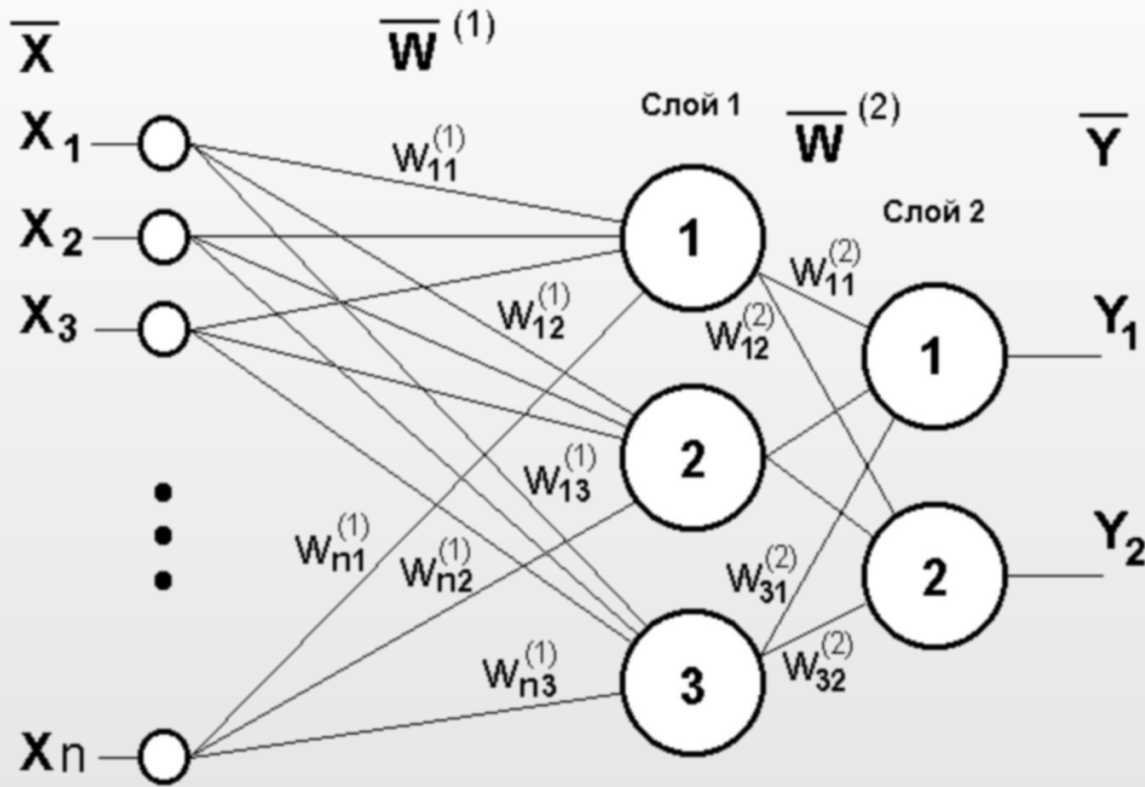 X̅ W̅ (1)
Слой 1
W̅ (2)
Y̅
X1
W11(1)
Слой 2
X2
W12(1)
1
W11(2)
W12(2)
X3
1
Y1
W13(1)
2
Wn1(1)
Wn2(1)
W31(2)
2
Y2
Wn3(1)
3
W32(2)
Xn